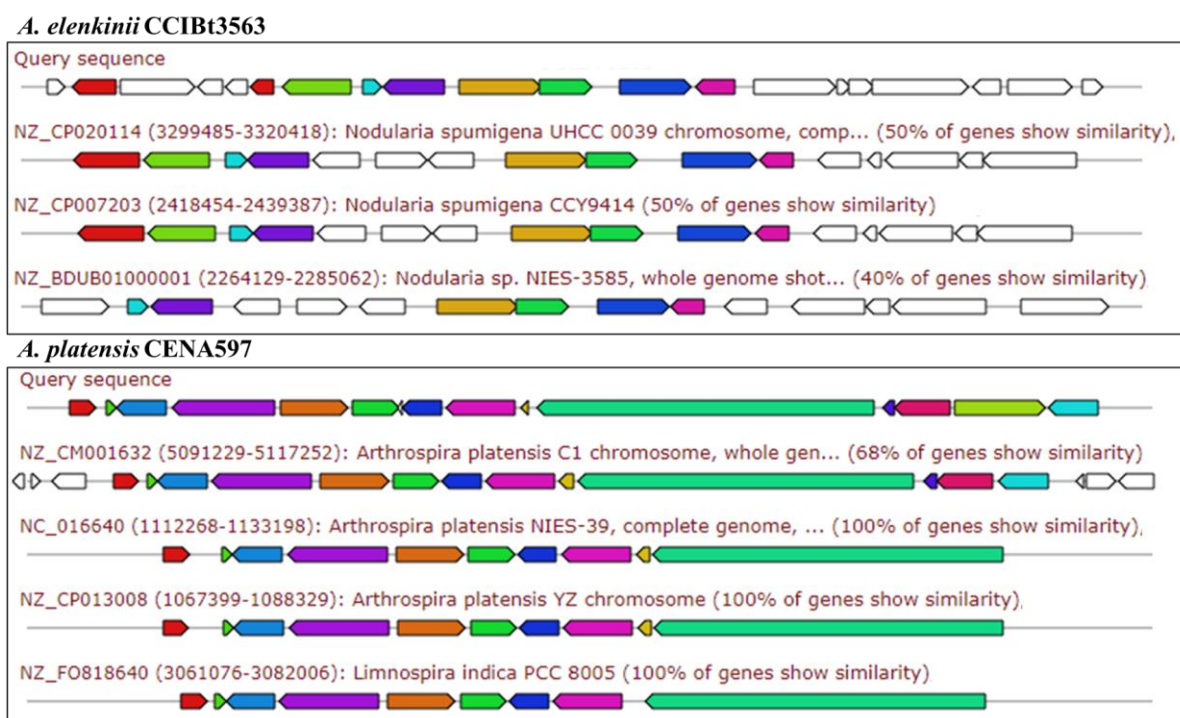 A. elenkinii CCIBt3563
Query sequence
NZ_CP020114 (3299485-3320418): Nodularia spumigena UHCC 0039 chromosome, comp... (50% of genes show similarity),
NZ_CP007203 (2418454-2439387): Nodularia spumigena CCY9414 (50% of genes show similarity)
NZ_BDUB01000001 (2264129-2285062): Nodularia sp. NIES-3585, whole genome shot... (40% of genes show similarity)
A. platensis CENA597
Query sequence
NZ_CM001632 (5091229-5117252): Arthrospira platensis C1 chromosome, whole gen... (68% of genes show similarity)
NC_016640 (1112268-1133198): Arthrospira platensis NIES-39, complete genome, ... (100% of genes show similarity),
NZ_CP013008 (1067399-1088329): Arthrospira platensis YZ chromosome (100% of genes show similarity),
NZ_FO818640 (3061076-3082006): Limnospira indica PCC 8005 (100% of genes show similarity)